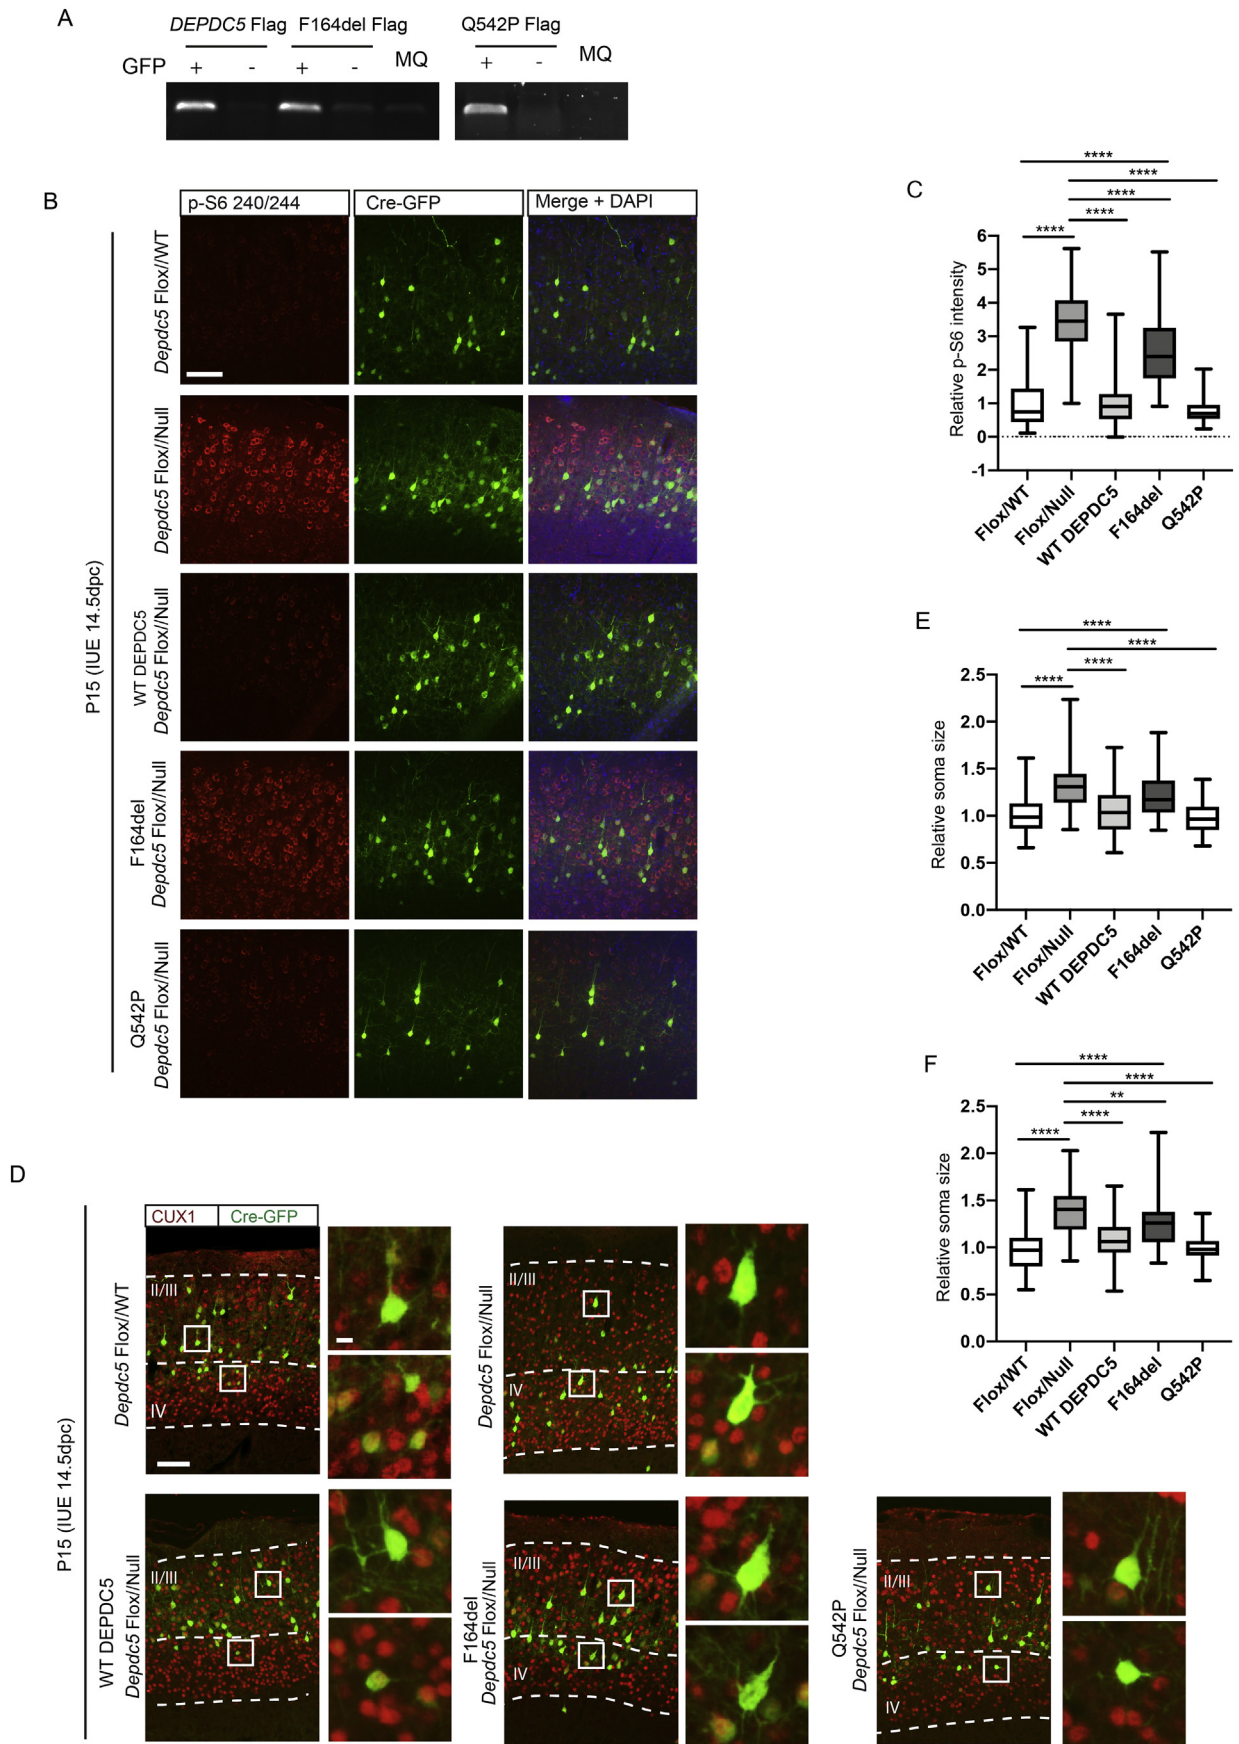 A
DEPDC5 Flag F164del Flag Q542P Flag
GFP + - + - MQ + - MQ
B
p-S6 240/244 Cre-GFP Merge + DAPI
P15 (IUE 14.5dpc)
Depdc5 Flox//WT
Depdc5 Flox//Null
WT DEPDC5
Depdc5 Flox//Null
F164del
Depdc5 Flox//Null
Q542P
Depdc5 Flox//Null
C
****
****
****
****
****
Relative p-S6 intensity
6
5
4
3
2
1
0
-1
Flox/WT
Flox/Null
WT DEPDC5
F164del
Q542P
E
****
****
****
****
Relative soma size
2.5
2.0
1.5
1.0
0.5
0.0
Flox/WT
Flox/Null
WT DEPDC5
F164del
Q542P
F
****
****
**
****
****
Relative soma size
2.5
2.0
1.5
1.0
0.5
0.0
Flox/WT
Flox/Null
WT DEPDC5
F164del
Q542P
D
P15 (IUE 14.5dpc)
CUX1 Cre-GFP
Depdc5 Flox//WT
II/III
IV
Depdc5 Flox//Null
II/III
IV
WT DEPDC5
Depdc5 Flox//Null
II/III
F164del
Depdc5 Flox//Null
II/III
IV
Q542P
Depdc5 Flox//Null
II/III
IV